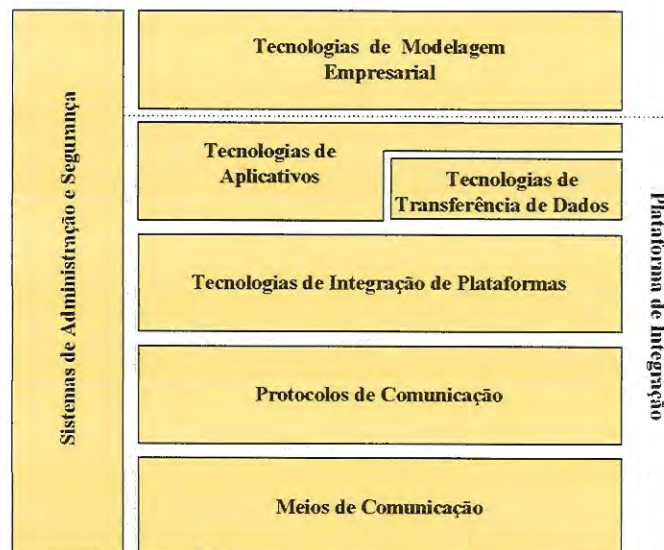 Tecnologias de Modelagem
Empresarial
Tecnologias de
Aplicativos
Tecnologias de
Transferência de Dados
Tecnologias de Integração de Plataformas
Protocolos de Comunicação
Meios de Comunicação
Sistemas de Administração e Segurança
Plataforma de Integração